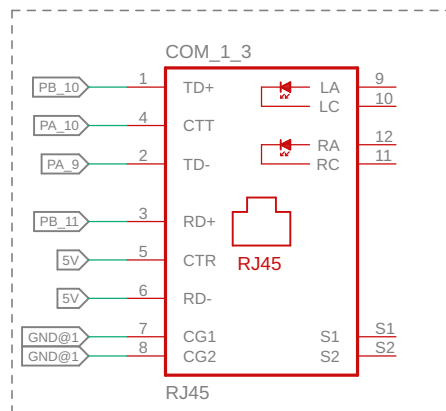 COM_1_3
PB_10 1 TD+ LA 9
LC 10
PA_10 4 CTT
RA 12
PA_9 2 TD- RC 11
PB_11 3 RD+
5V 5 CTR RJ45
5V 6 RD-
GND@1 7 CG1 S1 S1
GND@1 8 CG2 S2 S2
RJ45